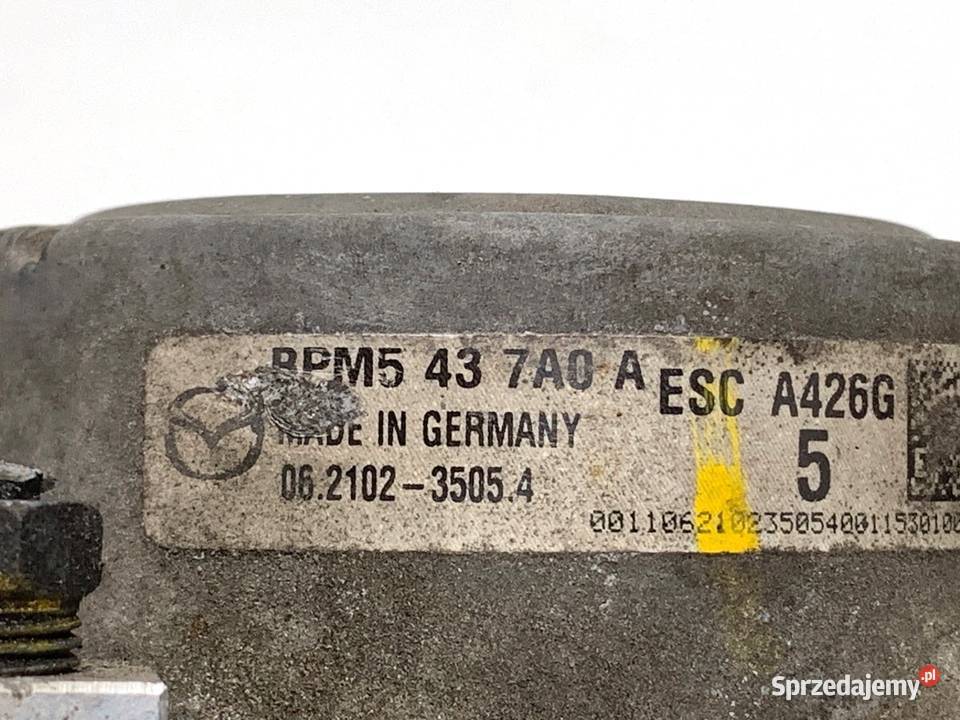 BPM5 43 7A0 A
ESC A426G
MADE IN GERMANY
5
06.2102-3505.4
0011062102350540011530100
Sprzedajemy.pl